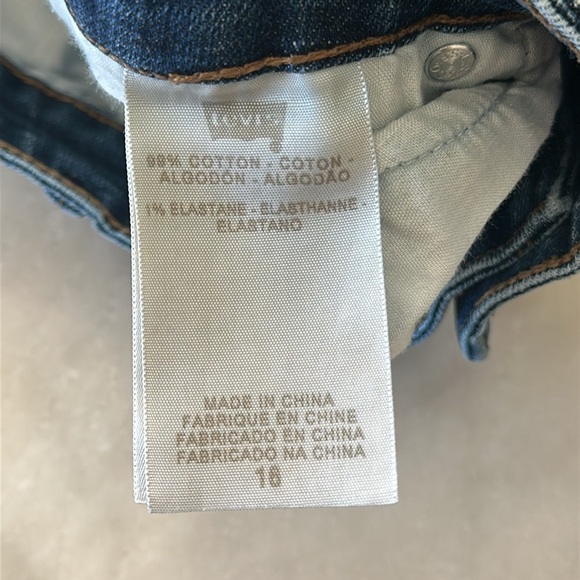 Levi's
99% COTTON - COTON -
ALGODÓN - ALGODÃO
1% ELASTANE - ELASTHANNE -
ELASTANO
MADE IN CHINA
FABRIQUE EN CHINE
FABRICADO EN CHINA
FABRICADO NA CHINA
16